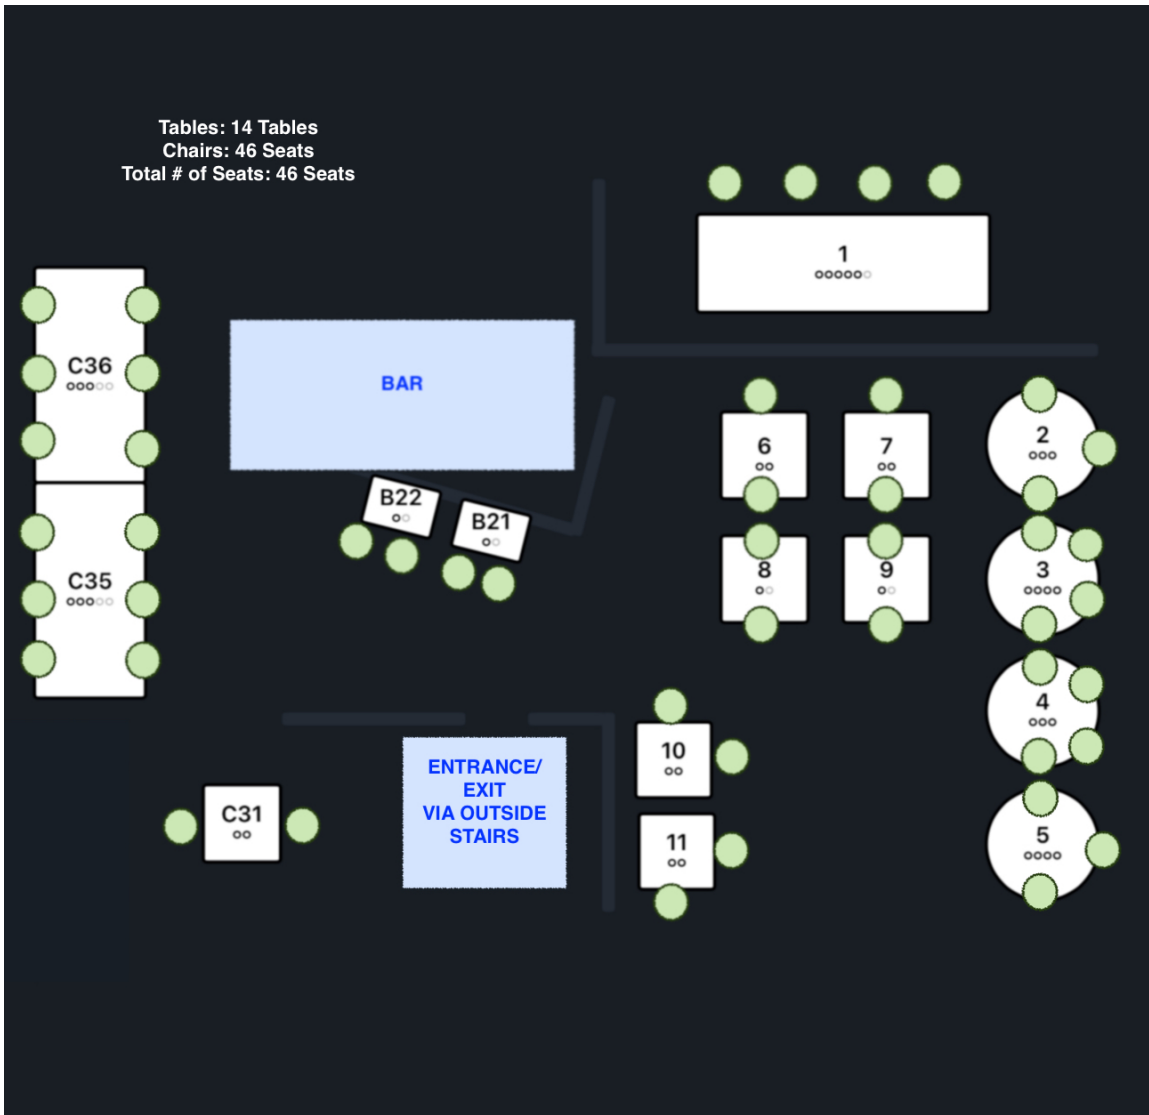 Tables: 14 Tables
Chairs: 46 Seats
Total # of Seats: 46 Seats
1
C36
BAR
6
7
2
B22
B21
C35
8
9
3
4
10
ENTRANCE/
EXIT
VIA OUTSIDE
STAIRS
C31
11
5